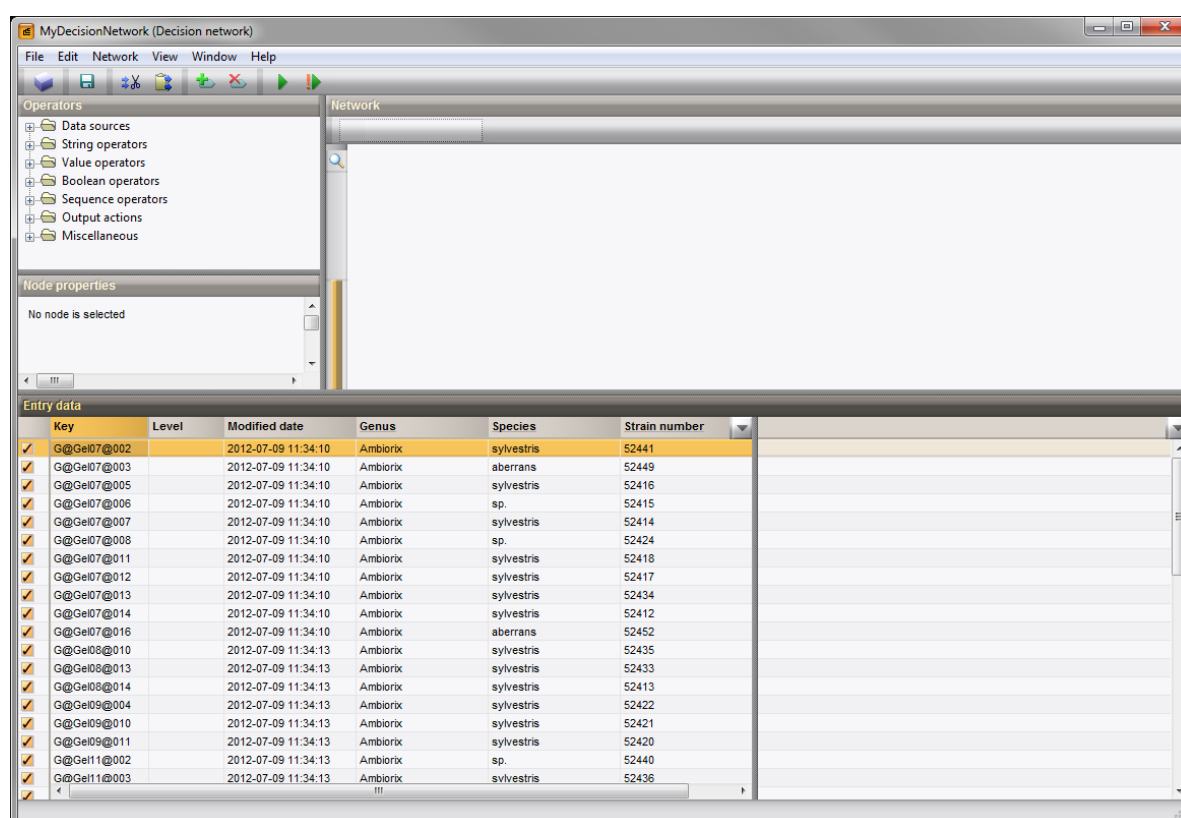 MyDecisionNetwork (Decision network)
File Edit Network View Window Help
Operators
Data sources
String operators
Value operators
Boolean operators
Sequence operators
Output actions
Miscellaneous
Network
Node properties
No node is selected
Entry data
Key Level Modified date Genus Species Strain number
G@Gel07@002 2012-07-09 11:34:10 Ambiorix sylvestris 52441
G@Gel07@003 2012-07-09 11:34:10 Ambiorix aberrans 52449
G@Gel07@005 2012-07-09 11:34:10 Ambiorix sylvestris 52416
G@Gel07@006 2012-07-09 11:34:10 Ambiorix sp. 52415
G@Gel07@007 2012-07-09 11:34:10 Ambiorix sylvestris 52414
G@Gel07@008 2012-07-09 11:34:10 Ambiorix sp. 52424
G@Gel07@011 2012-07-09 11:34:10 Ambiorix sylvestris 52418
G@Gel07@012 2012-07-09 11:34:10 Ambiorix sylvestris 52417
G@Gel07@013 2012-07-09 11:34:10 Ambiorix sylvestris 52434
G@Gel07@014 2012-07-09 11:34:10 Ambiorix sylvestris 52412
G@Gel07@016 2012-07-09 11:34:10 Ambiorix aberrans 52452
G@Gel08@010 2012-07-09 11:34:13 Ambiorix sylvestris 52435
G@Gel08@013 2012-07-09 11:34:13 Ambiorix sylvestris 52433
G@Gel08@014 2012-07-09 11:34:13 Ambiorix sylvestris 52413
G@Gel09@004 2012-07-09 11:34:13 Ambiorix sylvestris 52422
G@Gel09@010 2012-07-09 11:34:13 Ambiorix sylvestris 52421
G@Gel09@011 2012-07-09 11:34:13 Ambiorix sylvestris 52420
G@Gel11@002 2012-07-09 11:34:13 Ambiorix sp. 52440
G@Gel11@003 2012-07-09 11:34:13 Ambiorix sylvestris 52436